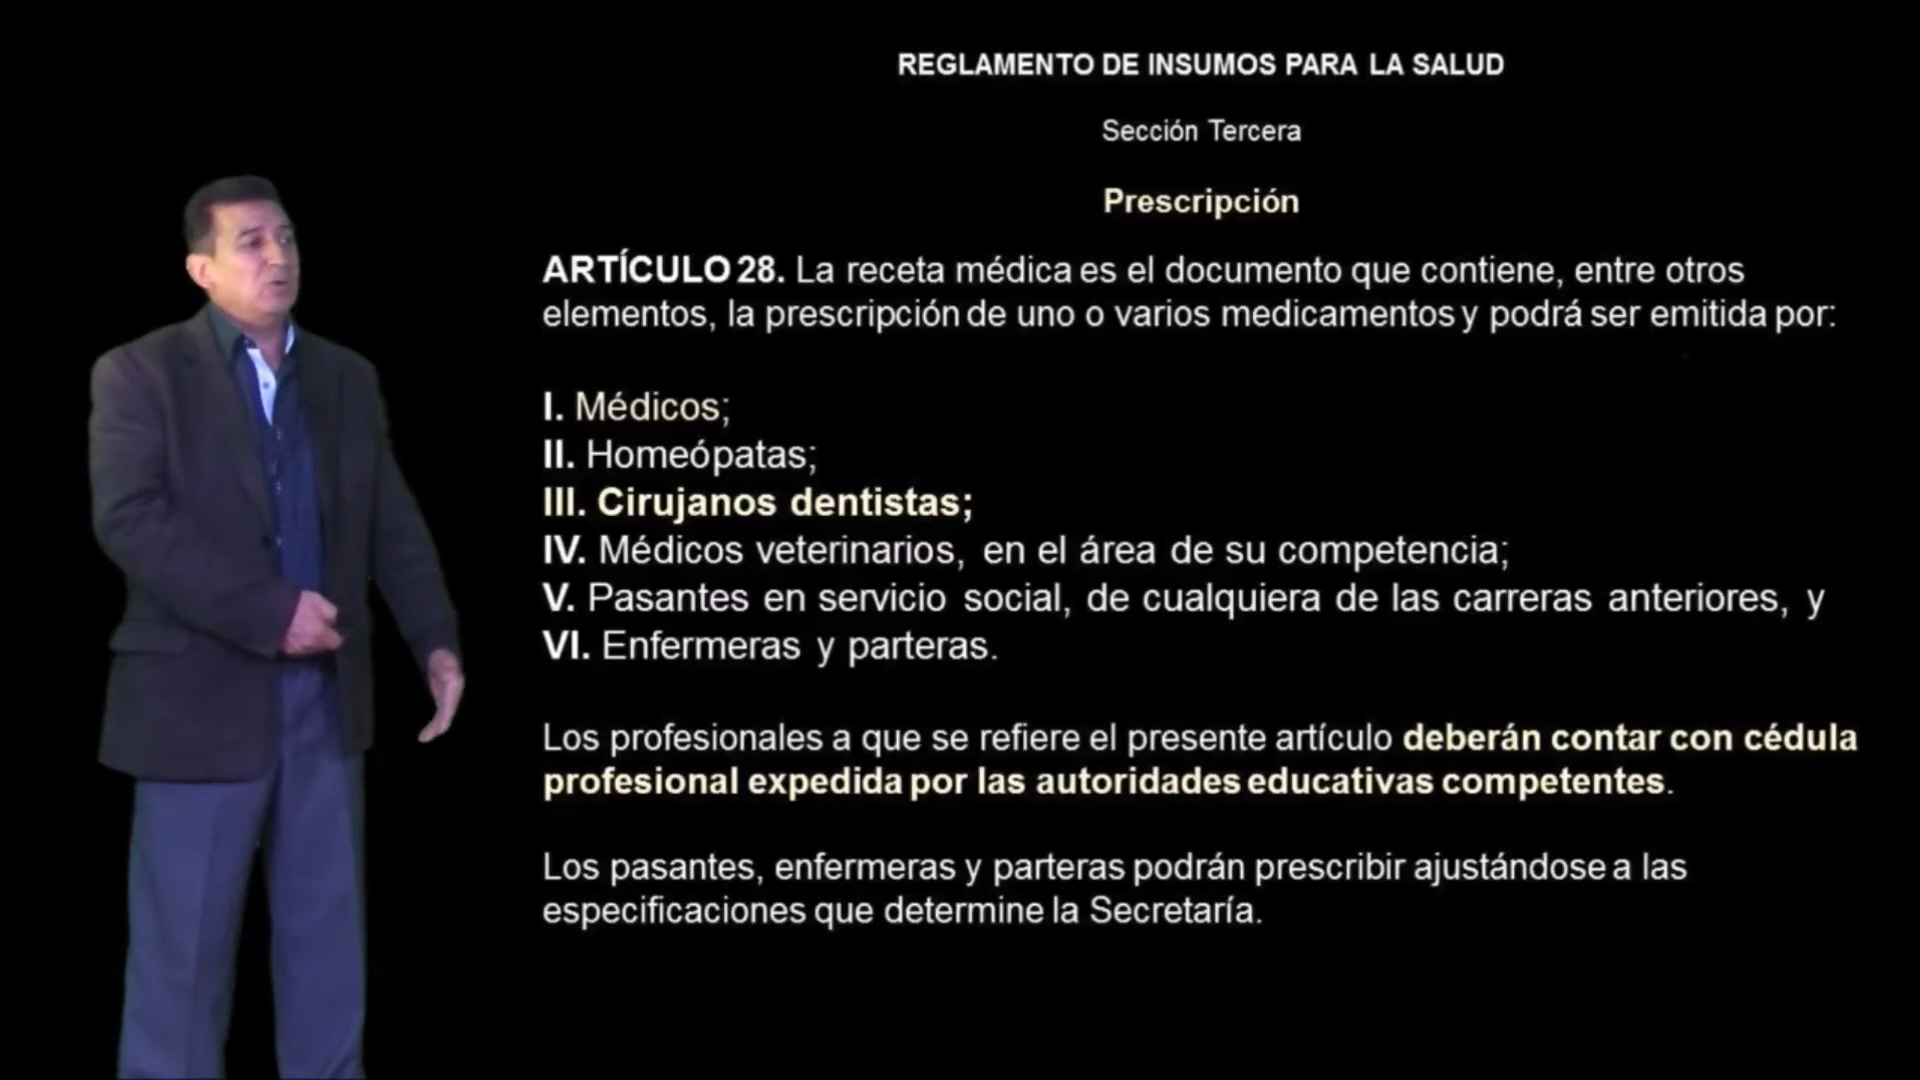 REGLAMENTO DE INSUMOS PARA LA SALUD
Sección Tercera
Prescripción
ARTÍCULO 28. La receta médica es el documento que contiene, entre otros
elementos, la prescripción de uno o varios medicamentos y podrá ser emitida por:
I. Médicos;
II. Homeópatas;
III. Cirujanos dentistas;
IV. Médicos veterinarios, en el área de su competencia;
V. Pasantes en servicio social, de cualquiera de las carreras anteriores, y
VI. Enfermeras y parteras.
Los profesionales a que se refiere el presente artículo deberán contar con cédula
profesional expedida por las autoridades educativas competentes.
Los pasantes, enfermeras y parteras podrán prescribir ajustándose a las
especificaciones que determine la Secretaría.